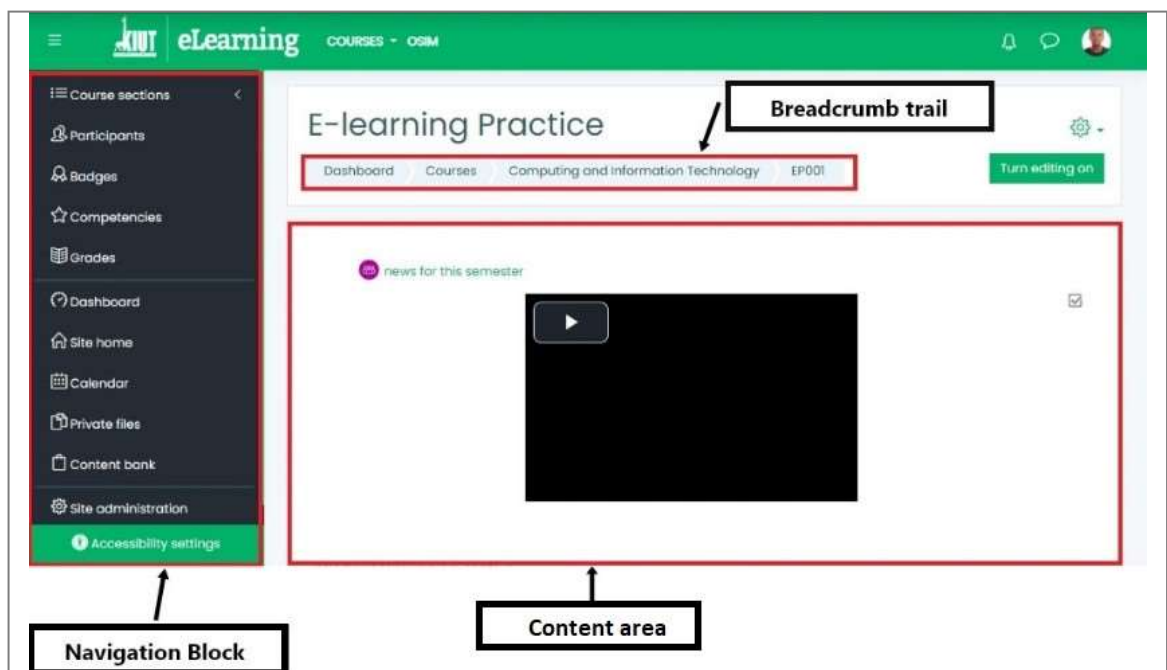 KIUT eLearning COURSES OSIM
Course sections
Participants
Badges
Competencies
Grades
Dashboard
Site home
Calendar
Private files
Content bank
Site administration
Accessibility settings
Breadcrumb trail
E-learning Practice
Dashboard Courses Computing and Information Technology EP001
Turn editing on
news for this semester
Navigation Block
Content area